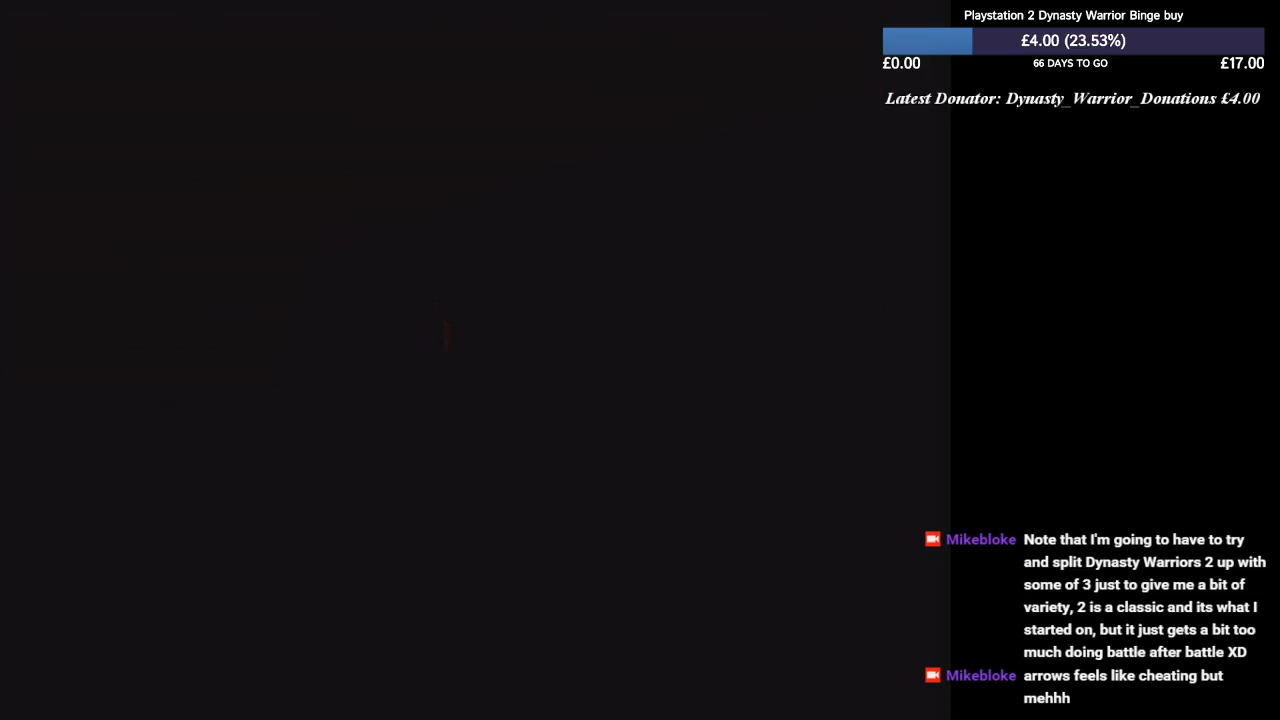 Playstation 2 Dynasty Warrior Binge buy
£4.00 (23.53%)
£0.00 66 DAYS TO GO £17.00
Latest Donator: Dynasty_Warrior_Donations £4.00
Mikebloke Note that I'm going to have to try
and split Dynasty Warriors 2 up with
some of 3 just to give me a bit of
variety, 2 is a classic and its what I
started on, but it just gets a bit too
much doing battle after battle XD
Mikebloke arrows feels like cheating but
mehhh